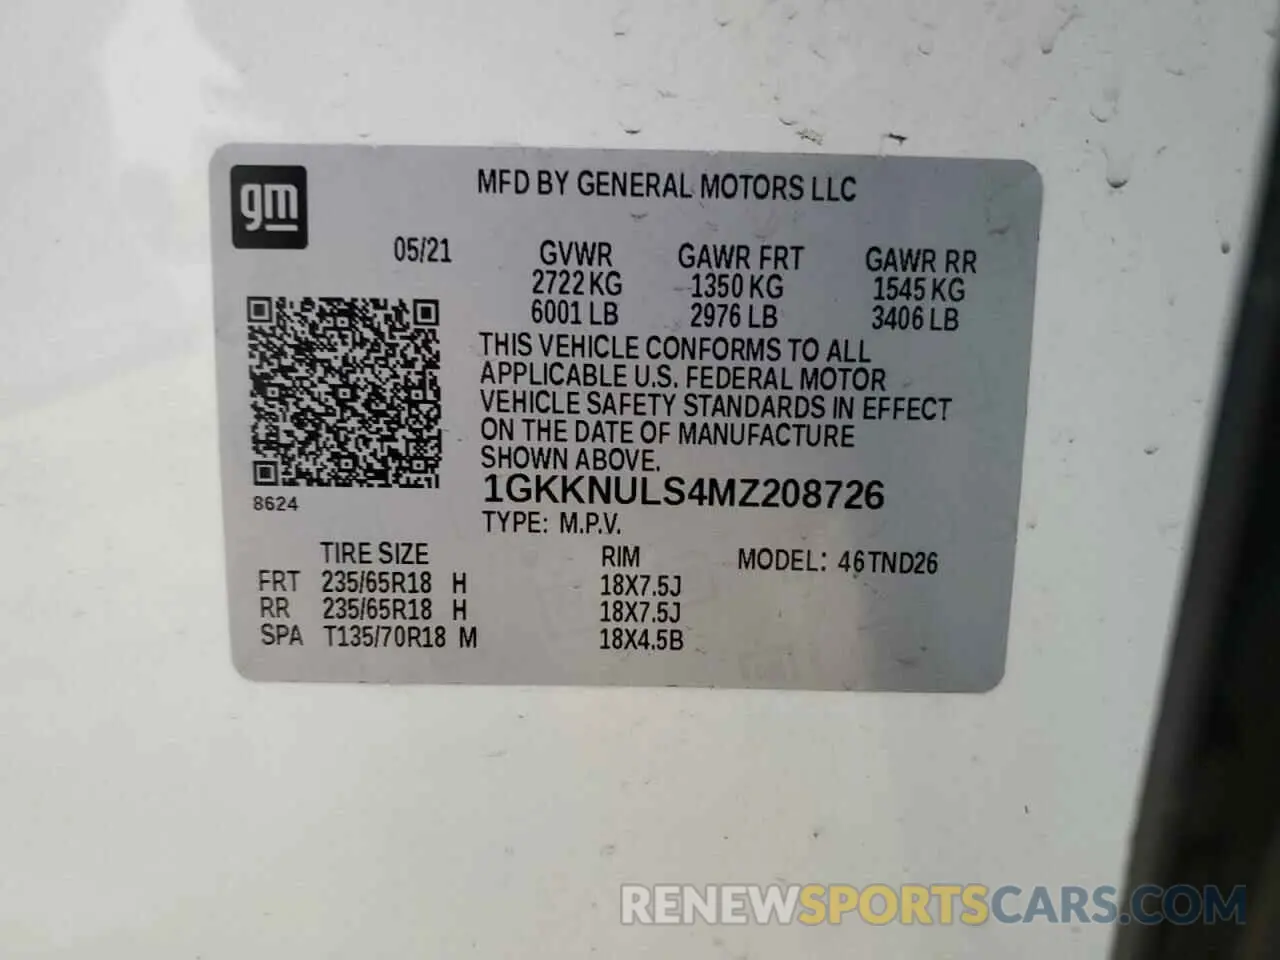 gm
MFD BY GENERAL MOTORS LLC
05/21 GVWR GAWR FRT GAWR RR
2722 KG 1350 KG 1545 KG
6001 LB 2976 LB 3406 LB
THIS VEHICLE CONFORMS TO ALL
APPLICABLE U.S. FEDERAL MOTOR
VEHICLE SAFETY STANDARDS IN EFFECT
ON THE DATE OF MANUFACTURE
SHOWN ABOVE.
1GKKNULS4MZ208726
8624
TYPE: M.P.V.
TIRE SIZE RIM MODEL: 46TND26
FRT 235/65R18 H 18X7.5J
RR 235/65R18 H 18X7.5J
SPA T135/70R18 M 18X4.5B
RENEWSPORTSCARS.COM